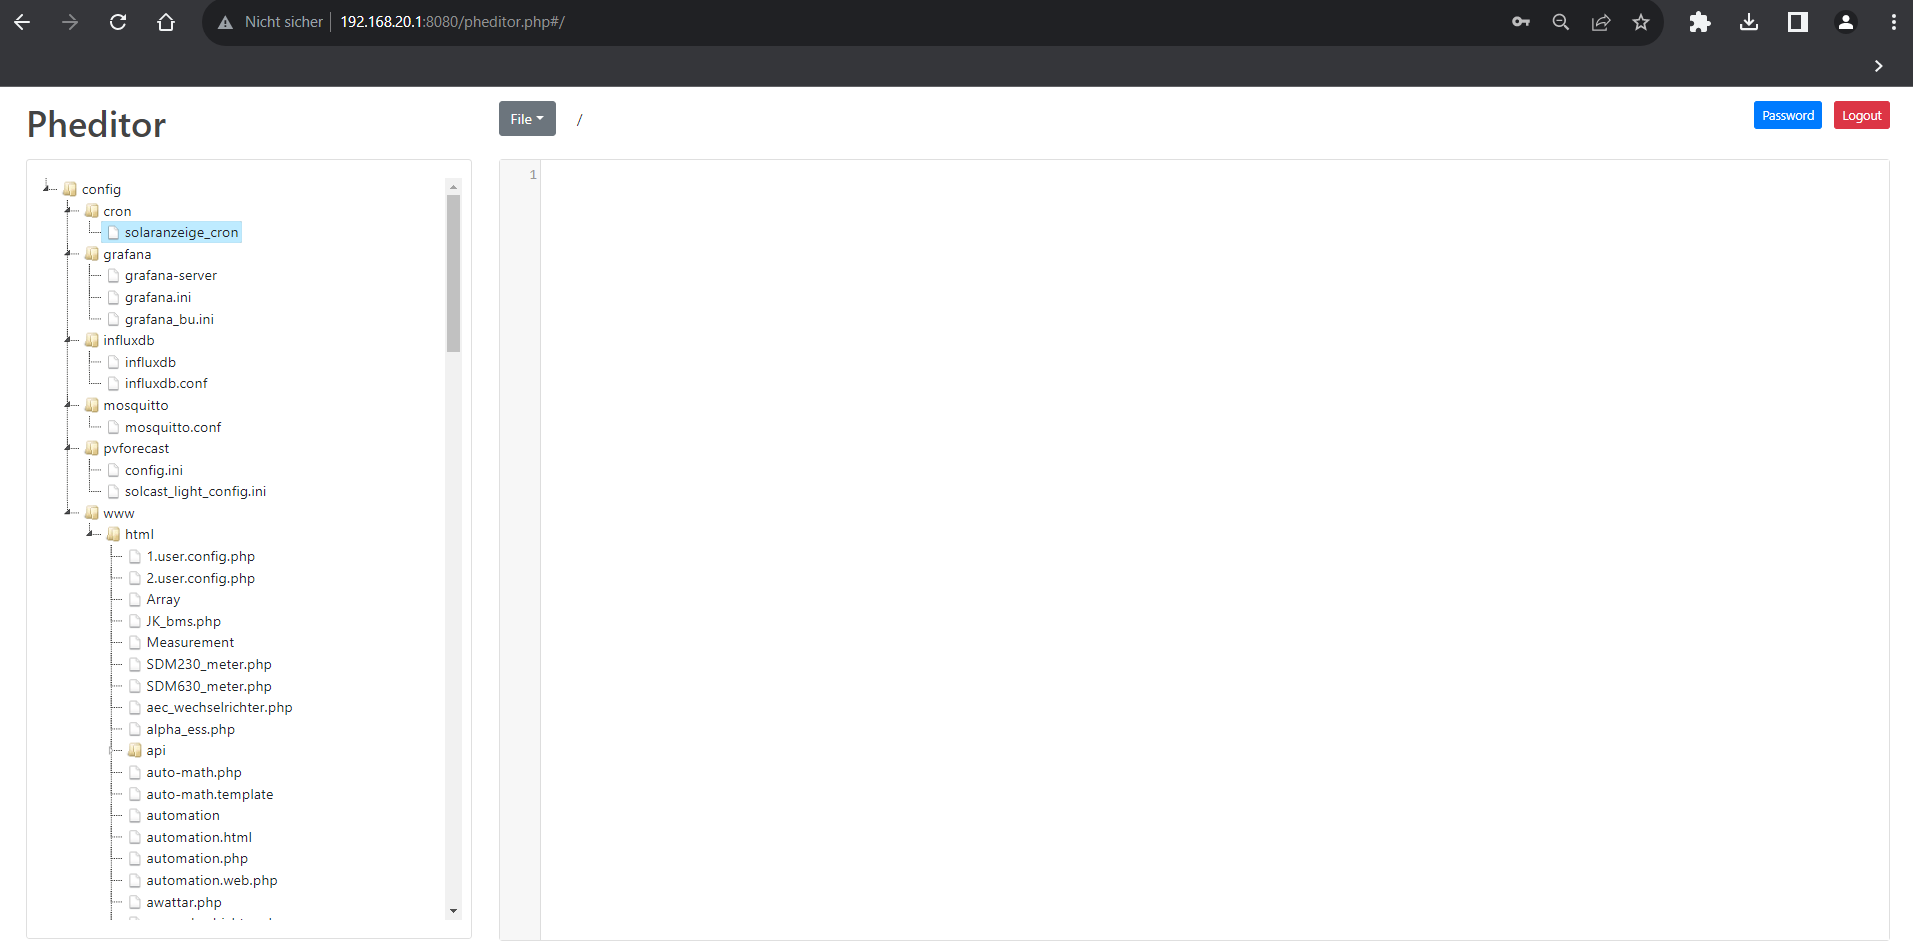 Nicht sicher 192.168.20.1:8080/pheditor.php#/
Pheditor
File /
Password Logout
config
cron
solaranzeige_cron
grafana
grafana-server
grafana.ini
grafana_bu.ini
influxdb
influxdb
influxdb.conf
mosquitto
mosquitto.conf
pvforecast
config.ini
solcast_light_config.ini
www
html
1.user.config.php
2.user.config.php
Array
JK_bms.php
Measurement
SDM230_meter.php
SDM630_meter.php
aec_wechselrichter.php
alpha_ess.php
api
auto-math.php
auto-math.template
automation
automation.html
automation.php
automation.web.php
awattar.php
1